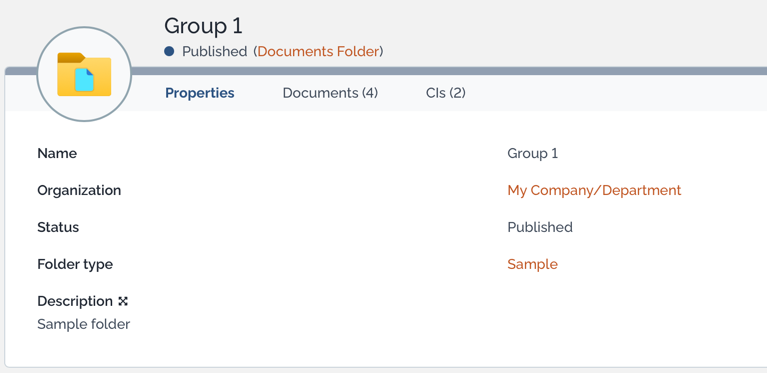 Group 1
Published (Documents Folder)
Properties Documents (4) CIs (2)
Name Group 1
Organization My Company/Department
Status Published
Folder type Sample
Description
Sample folder